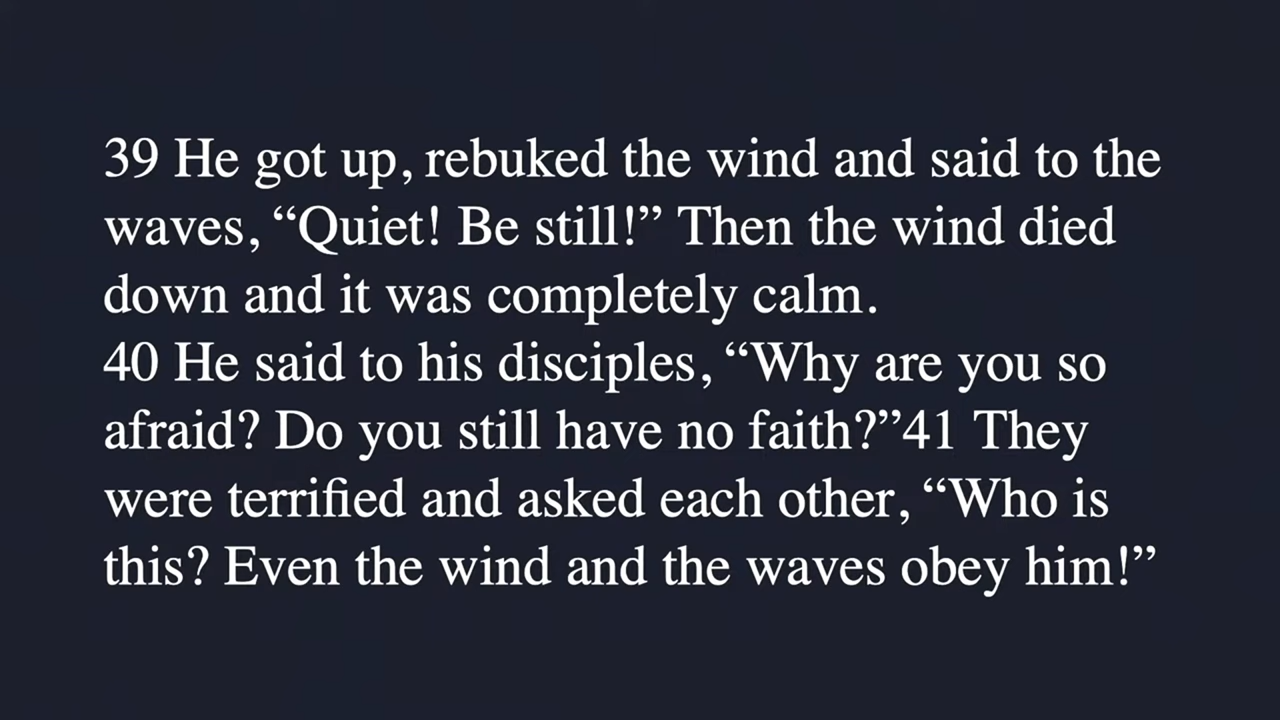 39 He got up, rebuked the wind and said to the
waves, “Quiet! Be still!” Then the wind died
down and it was completely calm.
40 He said to his disciples, “Why are you so
afraid? Do you still have no faith?”41 They
were terrified and asked each other, “Who is
this? Even the wind and the waves obey him!”